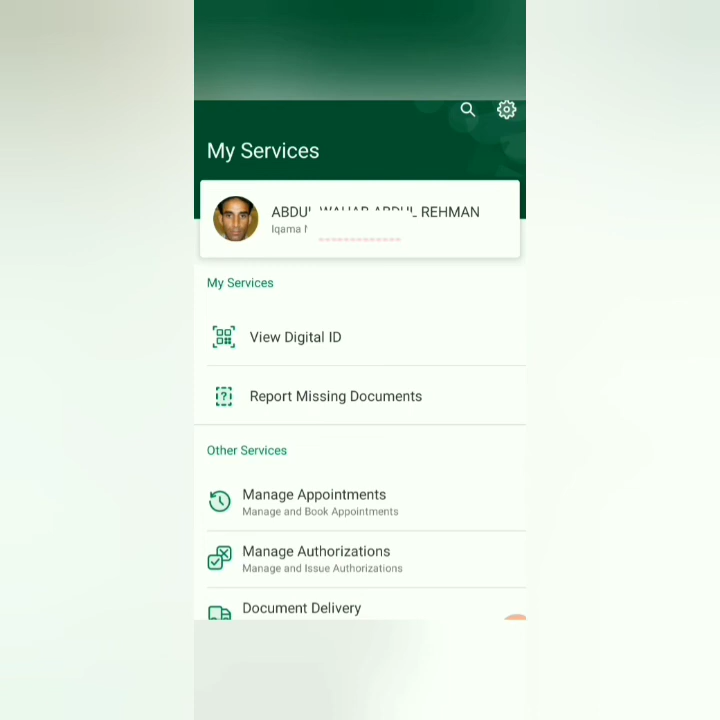 My Services
ABDUL WAHAB ABDUL REHMAN
Iqama
My Services
View Digital ID
Report Missing Documents
Other Services
Manage Appointments
Manage and Book Appointments
Manage Authorizations
Manage and Issue Authorizations
Document Delivery